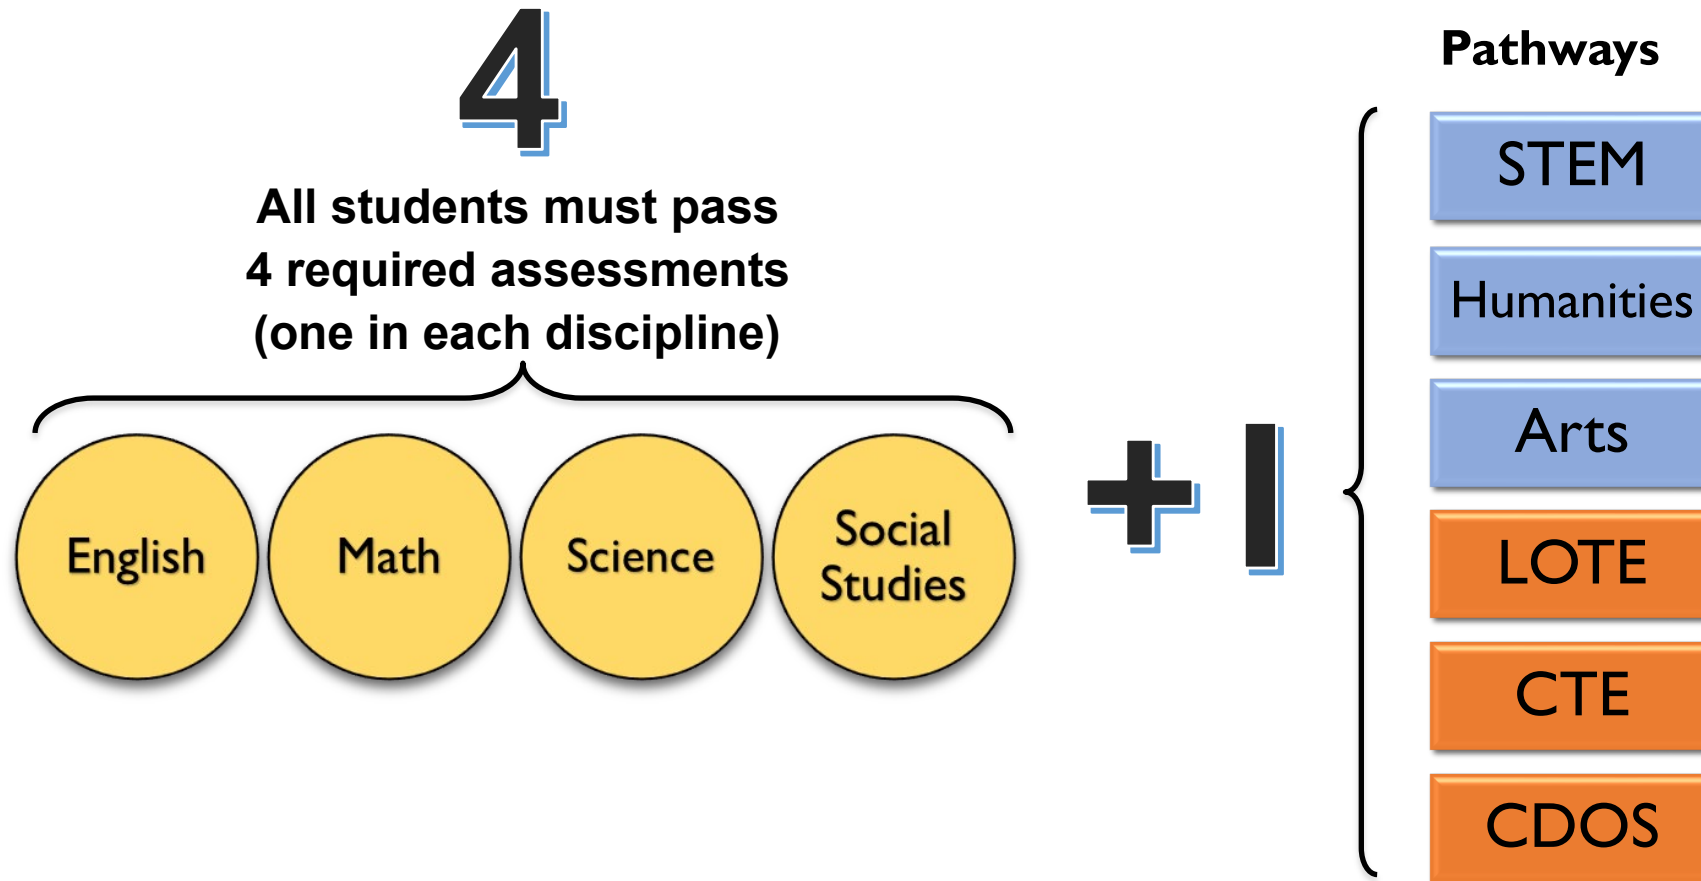 4
All students must pass
4 required assessments
(one in each discipline)
English
Math
Science
Social
Studies
+ 1
Pathways
STEM
Humanities
Arts
LOTE
CTE
CDOS